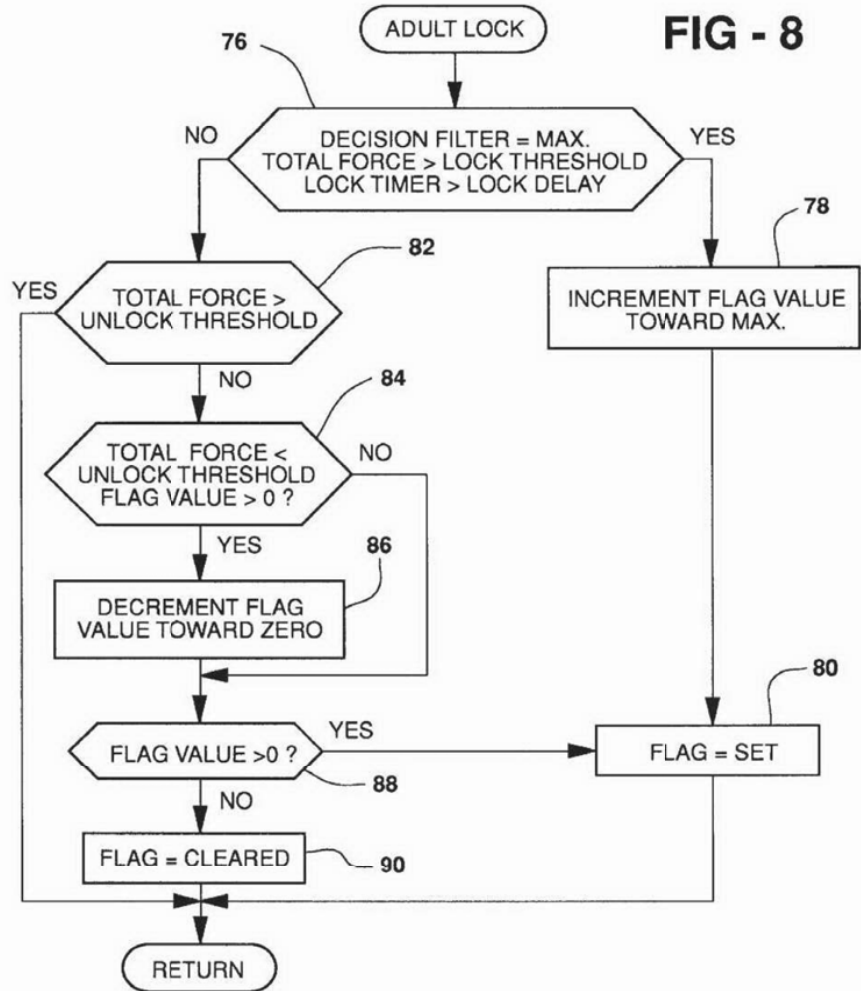 ADULT LOCK
FIG - 8
76
NO
DECISION FILTER = MAX.
TOTAL FORCE > LOCK THRESHOLD
LOCK TIMER > LOCK DELAY
YES
78
82
YES
TOTAL FORCE >
UNLOCK THRESHOLD
INCREMENT FLAG VALUE
TOWARD MAX.
NO
84
TOTAL FORCE <
UNLOCK THRESHOLD
FLAG VALUE > 0 ?
NO
YES
86
DECREMENT FLAG
VALUE TOWARD ZERO
80
FLAG VALUE >0 ?
YES
FLAG = SET
88
NO
FLAG = CLEARED
90
RETURN